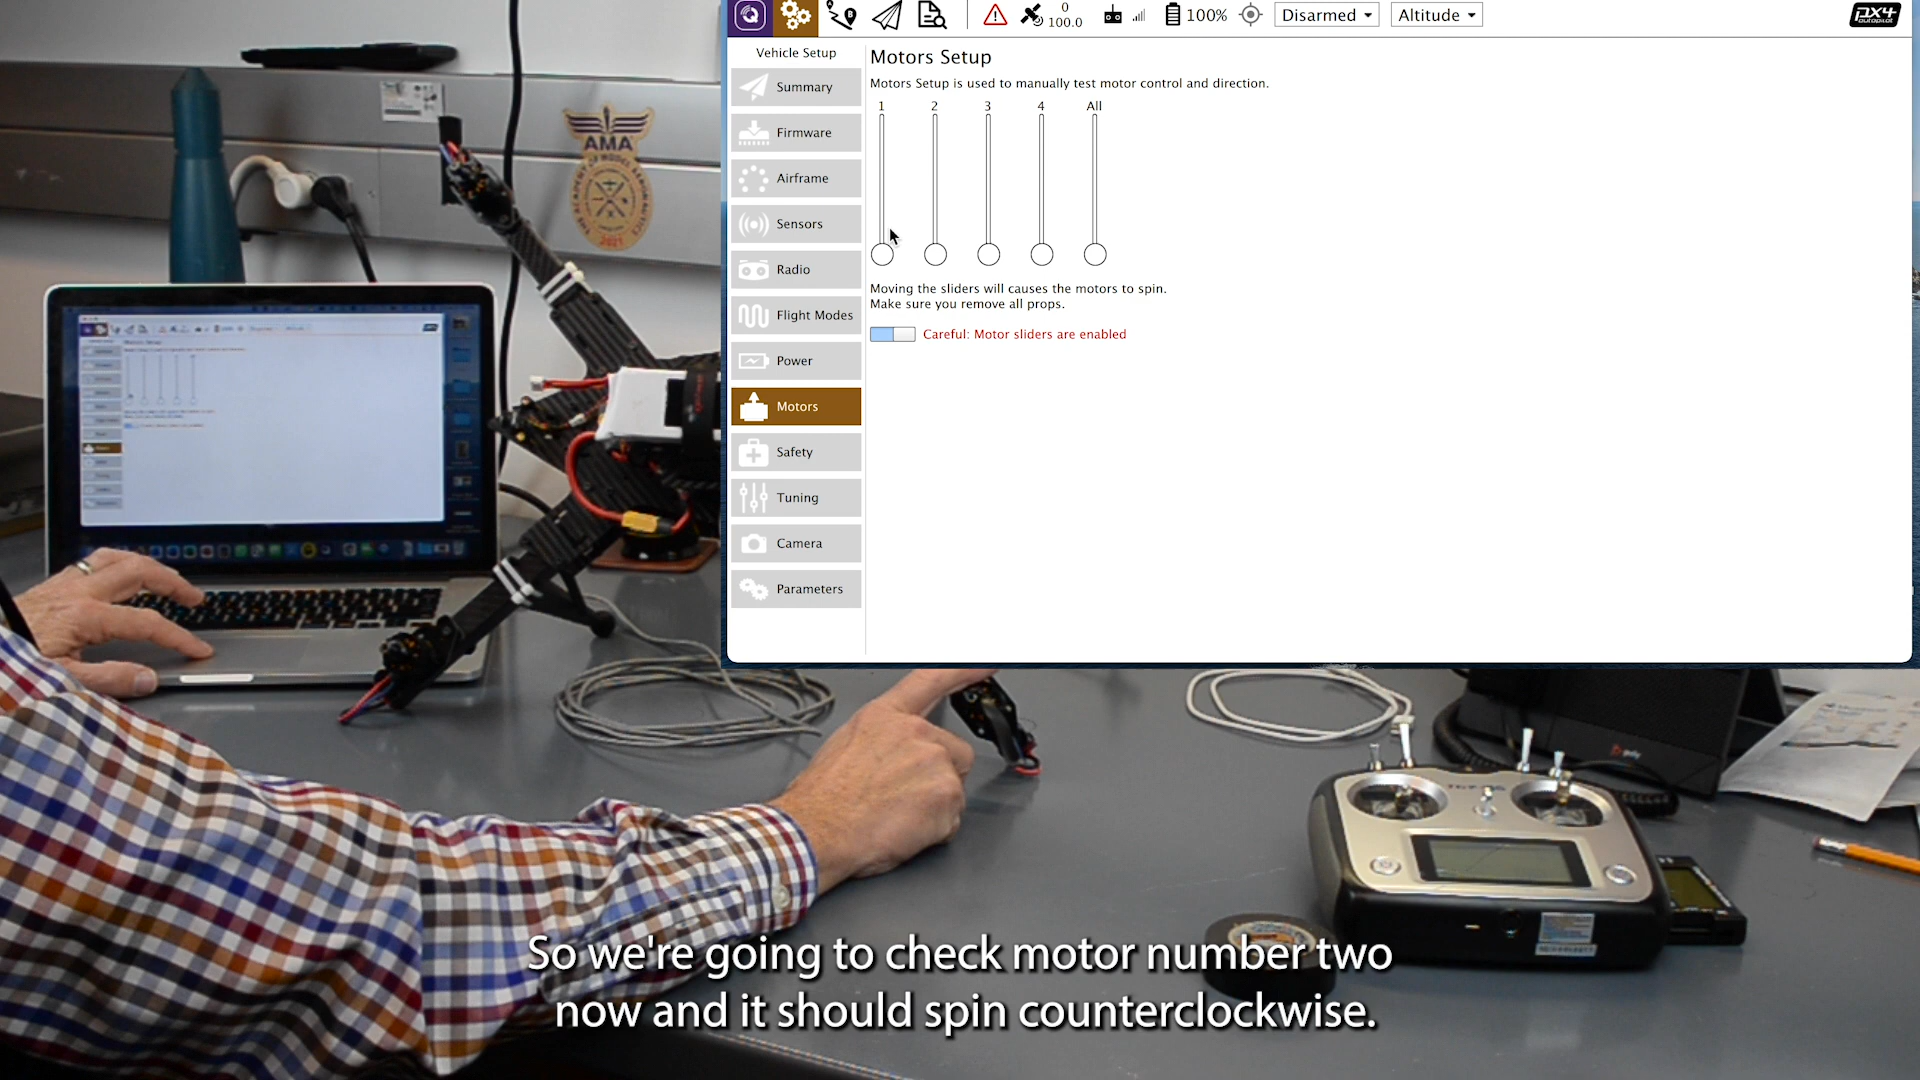 0
100.0
100%
Disarmed
Altitude
px4
autopilot
Vehicle Setup
Summary
Firmware
Airframe
Sensors
Radio
Flight Modes
Power
Motors
Safety
Tuning
Camera
Parameters
Motors Setup
Motors Setup is used to manually test motor control and direction.
1 2 3 4 All
Moving the sliders will causes the motors to spin.
Make sure you remove all props.
Careful: Motor sliders are enabled
AMA
2021
poly
So we're going to check motor number two
now and it should spin counterclockwise.